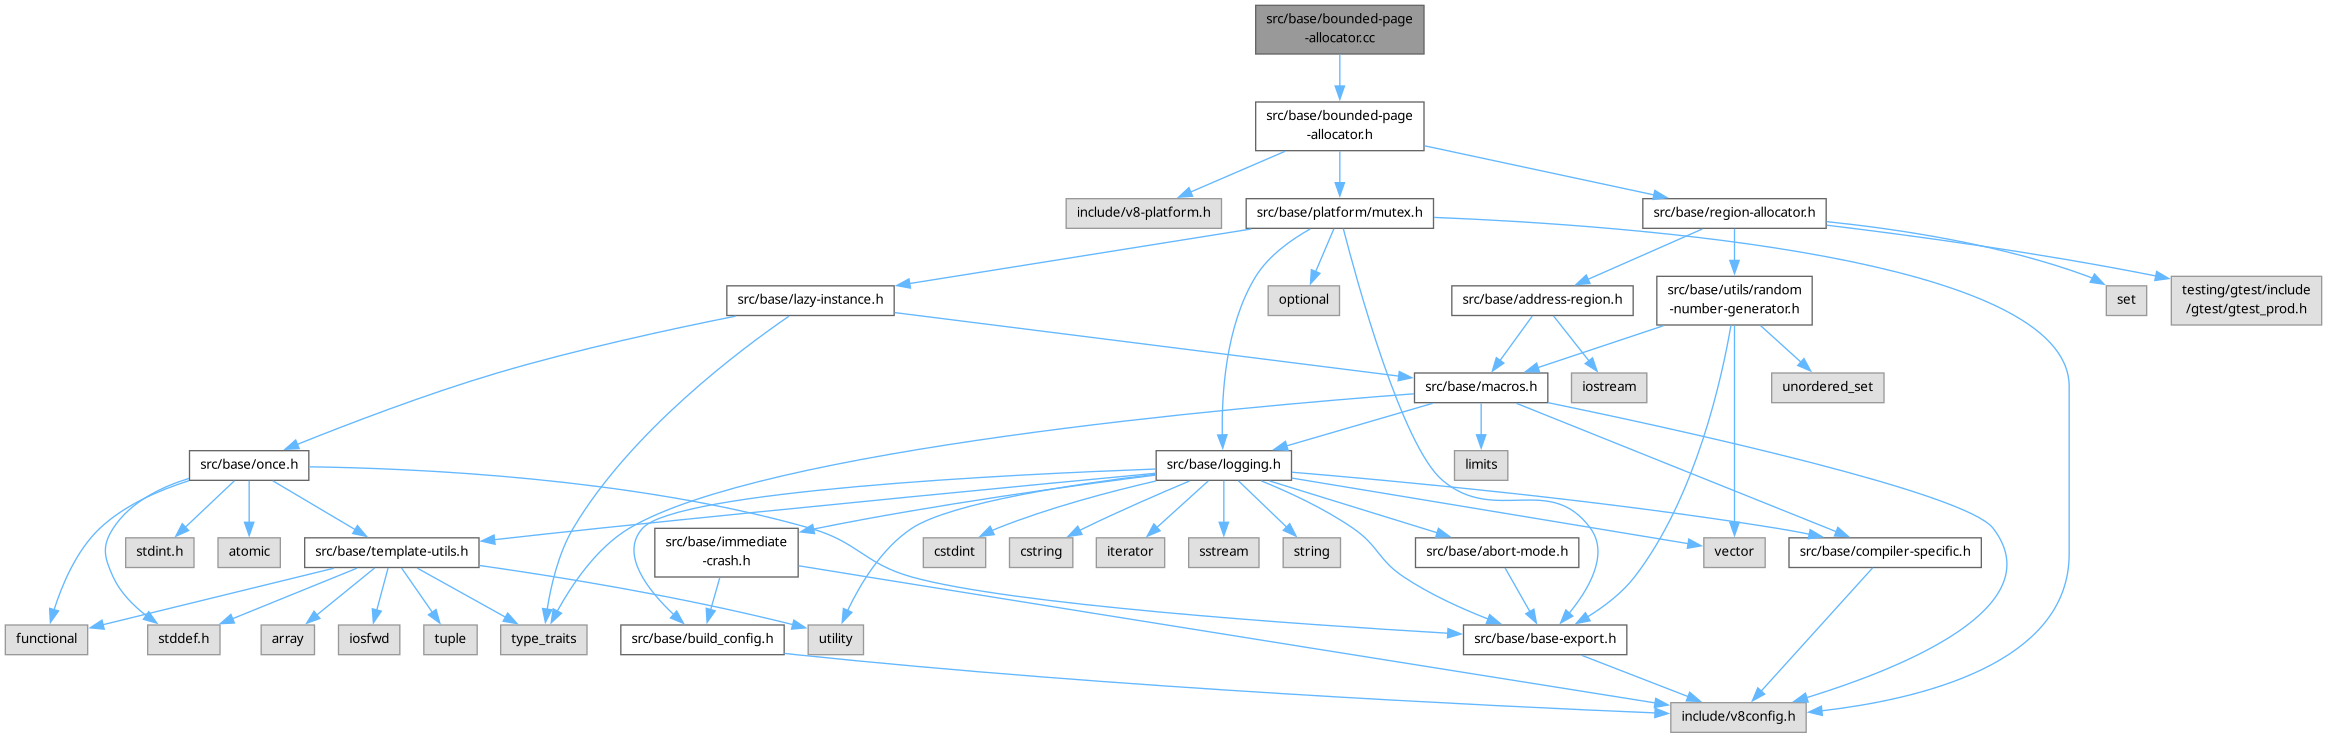 src/base/bounded-page
-allocator.cc
src/base/bounded-page
-allocator.h
include/v8-platform.h
src/base/platform/mutex.h
src/base/region-allocator.h
src/base/lazy-instance.h
optional
src/base/address-region.h
src/base/utils/random
-number-generator.h
set
testing/gtest/include
/gtest/gtest_prod.h
src/base/macros.h
iostream
unordered_set
src/base/once.h
src/base/logging.h
limits
stdint.h
atomic
src/base/template-utils.h
src/base/immediate
-crash.h
cstdint
cstring
iterator
sstream
string
src/base/abort-mode.h
vector
src/base/compiler-specific.h
functional
stddef.h
array
iosfwd
tuple
type_traits
src/base/build_config.h
utility
src/base/base-export.h
include/v8config.h